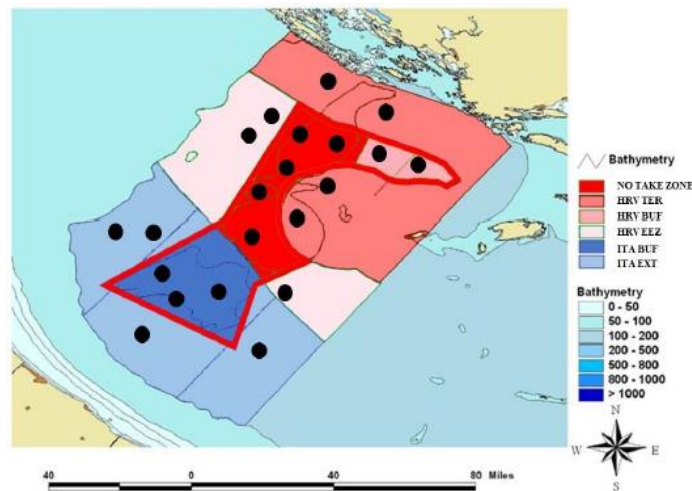 Bathymetry
NO TAKE ZONE
HRV TER
HRV BUF
HRV EEZ
ITA BUF
ITA EXT
Bathymetry
0 - 50
50 - 100
100 - 200
200 - 500
500 - 800
800 - 1000
> 1000
N
W E
S
40 0 40 80 Miles